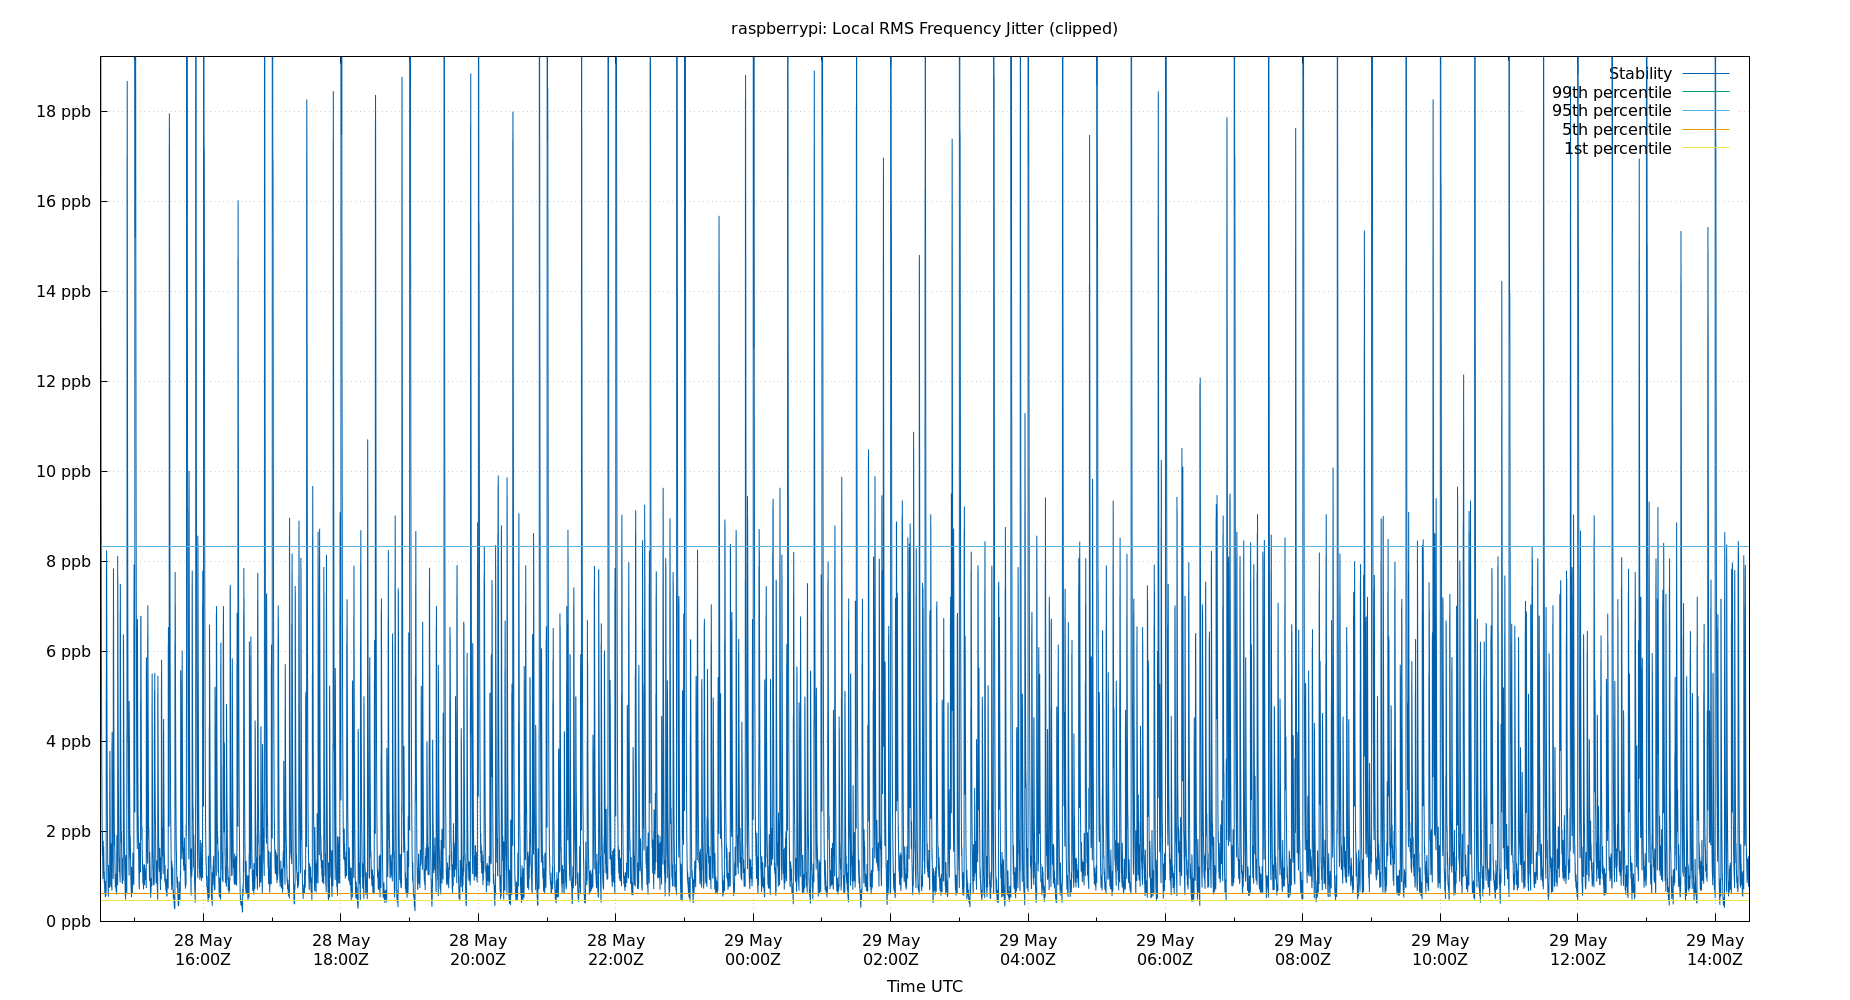 raspberrypi: Local RMS Frequency Jitter (clipped)
Stability
99th percentile
95th percentile
5th percentile
1st percentile
18 ppb
16 ppb
14 ppb
12 ppb
10 ppb
8 ppb
6 ppb
4 ppb
2 ppb
0 ppb
28 May 28 May 28 May 28 May 29 May 29 May 29 May 29 May 29 May 29 May 29 May 29 May
16:00Z 18:00Z 20:00Z 22:00Z 00:00Z 02:00Z 04:00Z 06:00Z 08:00Z 10:00Z 12:00Z 14:00Z
Time UTC